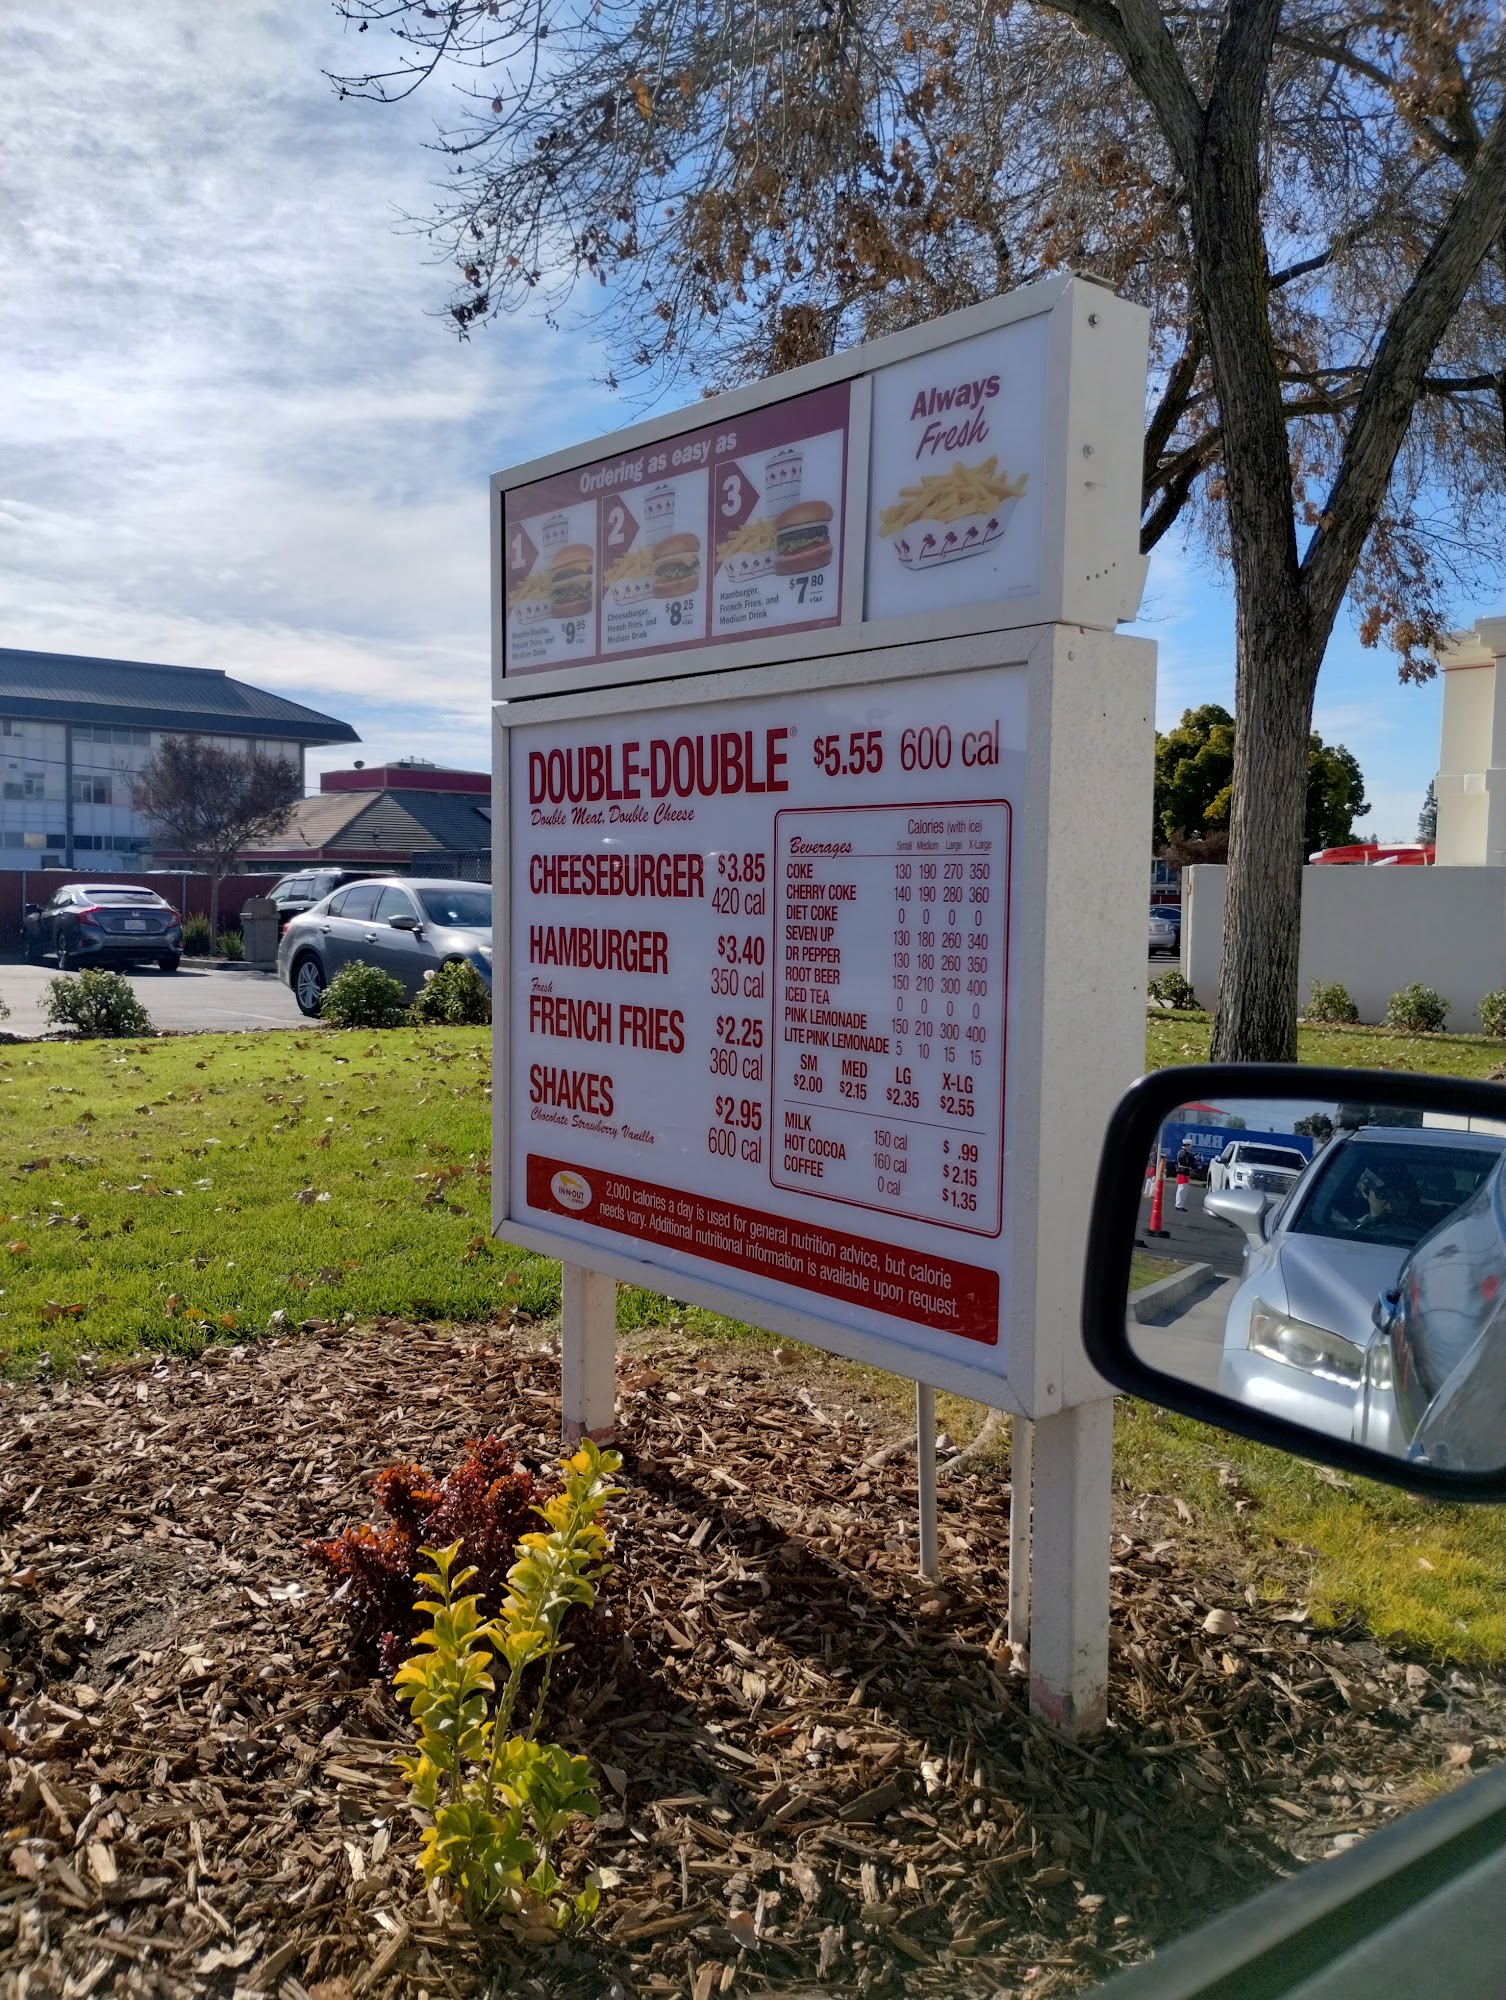 Ordering as easy as
1
Double-Double,
French Fries, and
Medium Drink
$9.95
+tax
2
Cheeseburger,
French Fries, and
Medium Drink
$8.25
+tax
3
Hamburger,
French Fries, and
Medium Drink
$7.80
+tax
Always
Fresh
DOUBLE-DOUBLE® $5.55 600 cal
Double Meat, Double Cheese
CHEESEBURGER $3.85
420 cal
HAMBURGER $3.40
350 cal
Fresh
FRENCH FRIES $2.25
360 cal
SHAKES $2.95
Chocolate Strawberry Vanilla
600 cal
Calories (with ice)
Beverages Small Medium Large X-Large
COKE 130 190 270 350
CHERRY COKE 140 190 280 360
DIET COKE 0 0 0 0
SEVEN UP 130 180 260 340
DR PEPPER 130 180 260 350
ROOT BEER 150 210 300 400
ICED TEA 0 0 0 0
PINK LEMONADE 150 210 300 400
LITE PINK LEMONADE 5 10 15 15
SM MED LG X-LG
$2.00 $2.15 $2.35 $2.55
MILK 150 cal $ .99
HOT COCOA 160 cal $2.15
COFFEE 0 cal $1.35
IN-N-OUT
2,000 calories a day is used for general nutrition advice, but calorie
needs vary. Additional nutritional information is available upon request.